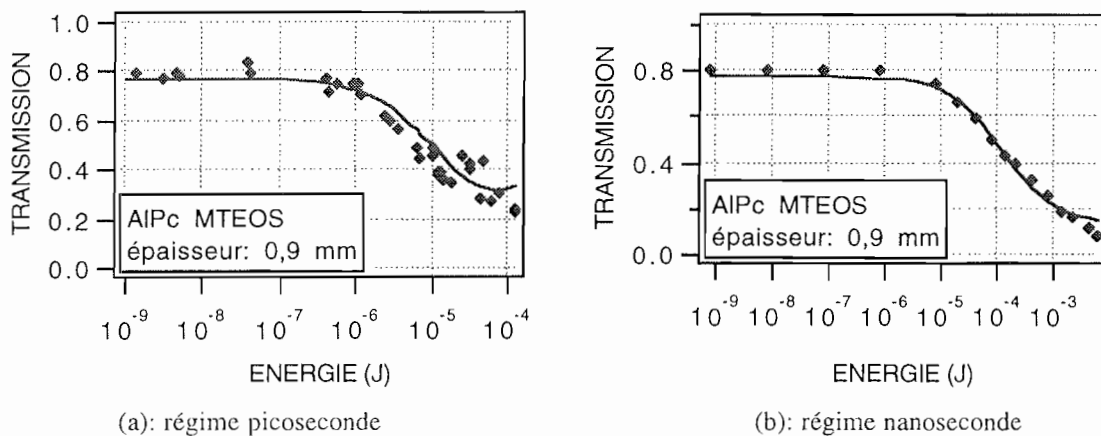 TRANSMISSION
1.0
0.8
0.6
0.4
0.2
0.0
AlPc MTEOS
épaisseur: 0,9 mm
10⁻⁹ 10⁻⁸ 10⁻⁷ 10⁻⁶ 10⁻⁵ 10⁻⁴
ENERGIE (J)
(a): régime picoseconde
TRANSMISSION
0.8
0.4
0.0
AlPc MTEOS
épaisseur: 0,9 mm
10⁻⁹ 10⁻⁸ 10⁻⁷ 10⁻⁶ 10⁻⁵ 10⁻⁴ 10⁻³
ENERGIE (J)
(b): régime nanoseconde